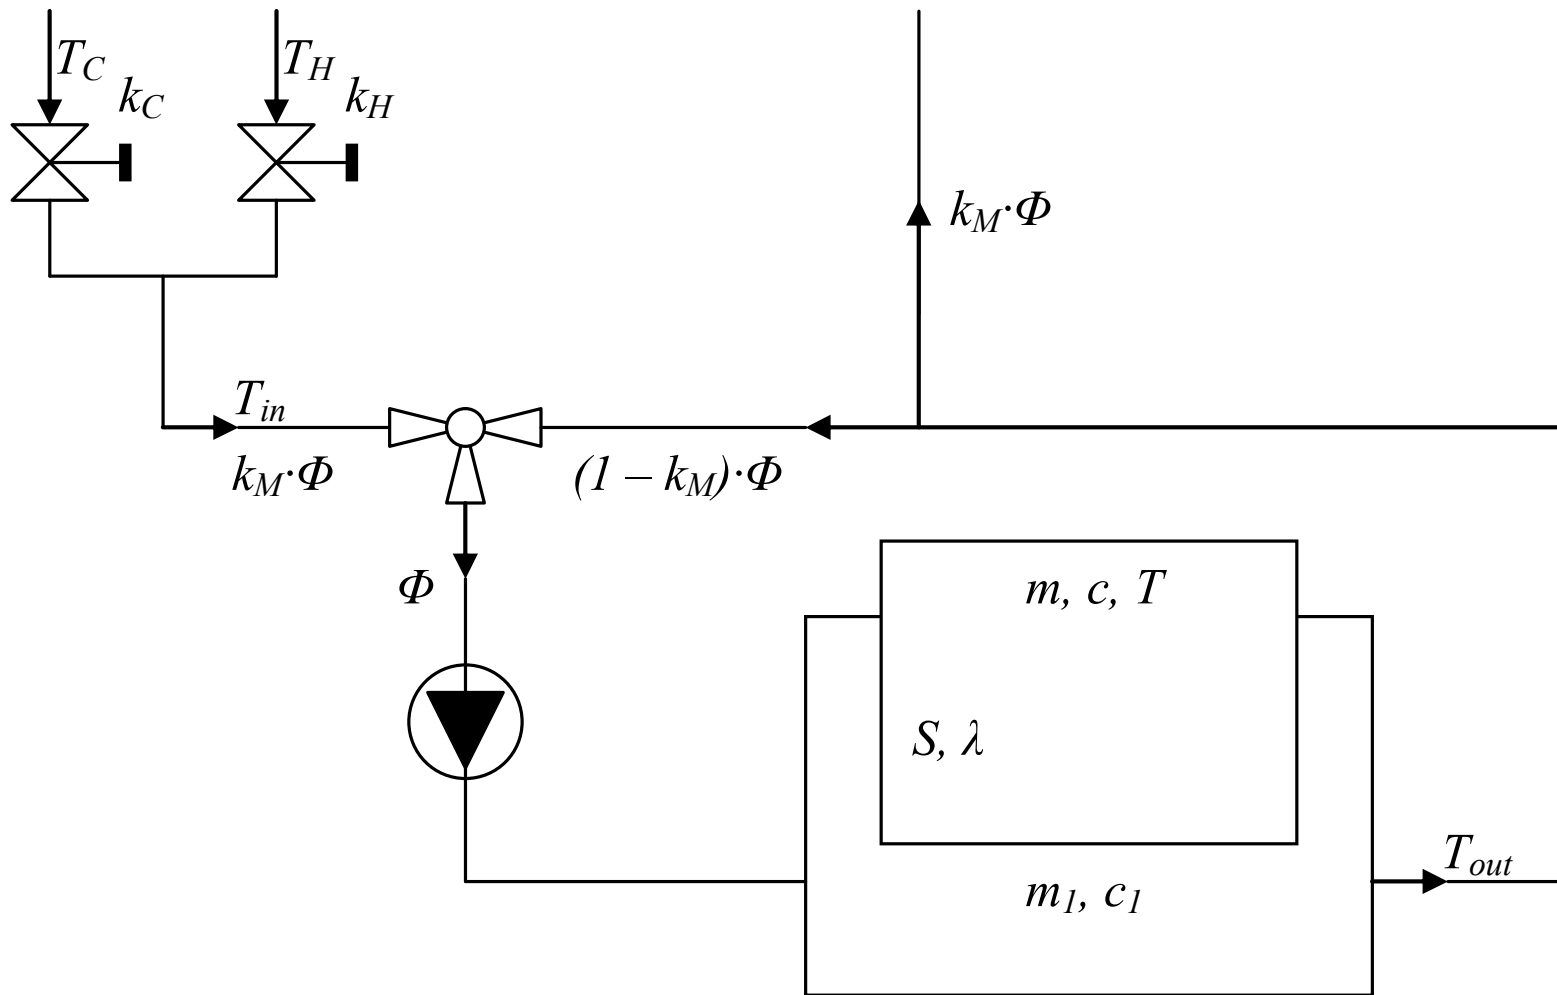 T_C
k_C
T_H
k_H
k_M·Φ
T_in
k_M·Φ
(1 – k_M)·Φ
Φ
m, c, T
S, λ
T_out
m_1, c_1